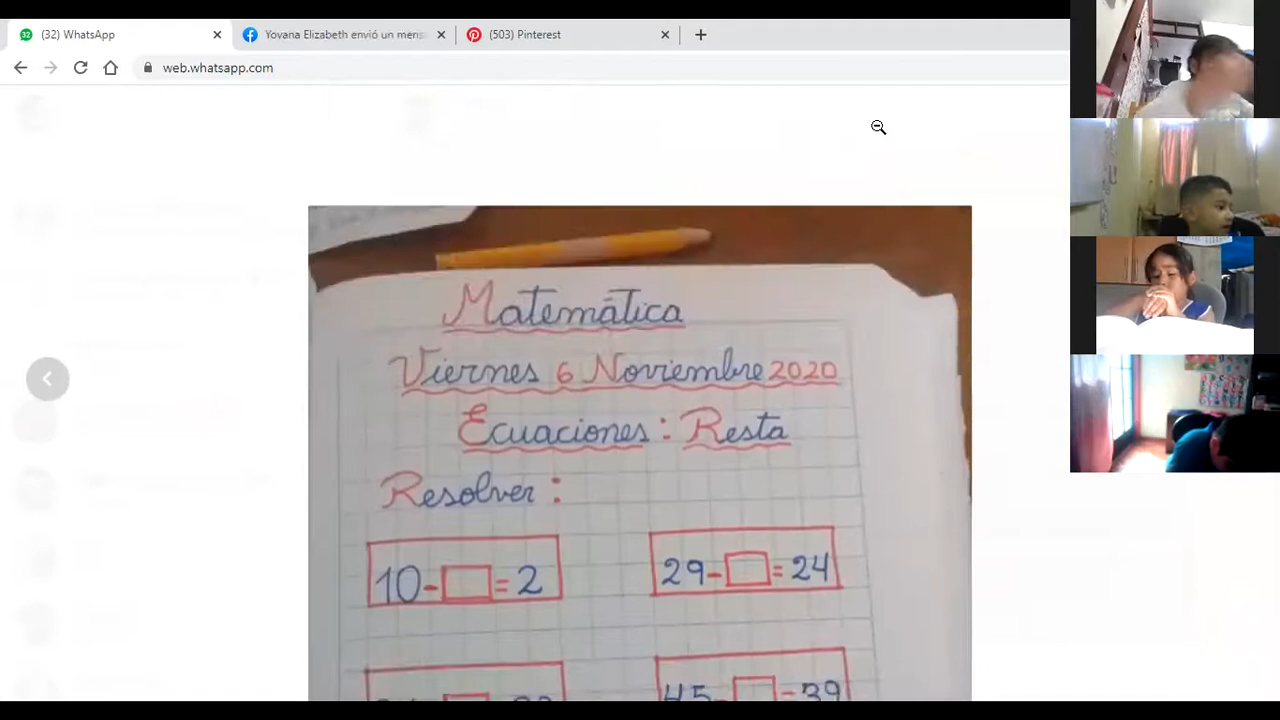 (32) WhatsApp
Yovana Elizabeth envió un mens
(503) Pinterest
web.whatsapp.com
Matemática
Viernes 6 Noviembre 2020
Ecuaciones : Resta
Resolver :
10-□=2
29-□=24
45-□=39